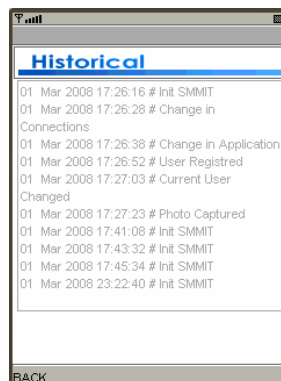 Historical
01 Mar 2008 17:26:16 # Init SMMIT
01 Mar 2008 17:26:28 # Change in
Connections
01 Mar 2008 17:26:38 # Change in Application
01 Mar 2008 17:26:52 # User Registred
01 Mar 2008 17:27:03 # Current User
Changed
01 Mar 2008 17:27:23 # Photo Captured
01 Mar 2008 17:41:08 # Init SMMIT
01 Mar 2008 17:43:32 # Init SMMIT
01 Mar 2008 17:45:34 # Init SMMIT
01 Mar 2008 23:22:40 # Init SMMIT
BACK